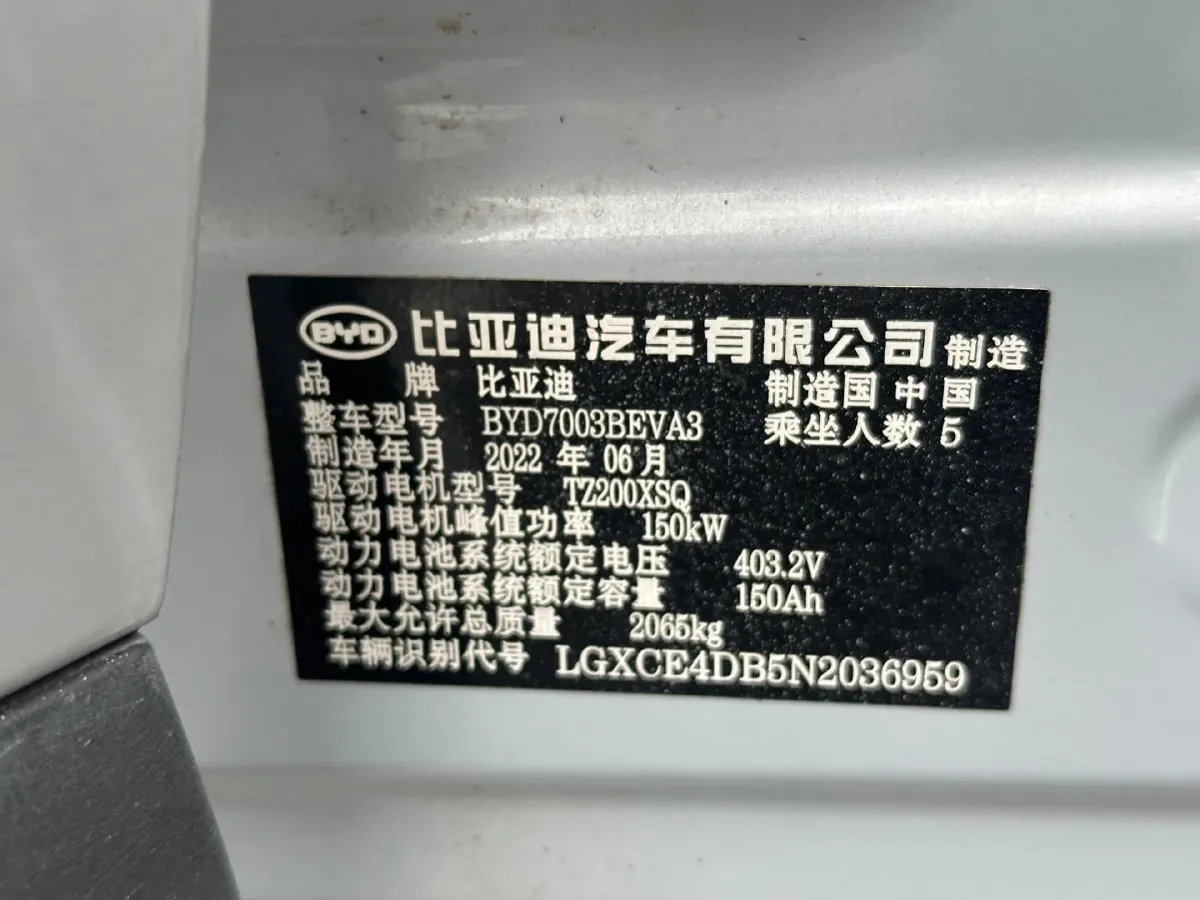 BYD 比亚迪汽车有限公司 制造
品牌 比亚迪 制造国 中国
整车型号 BYD7003BEVA3 乘坐人数 5
制造年月 2022 年 06 月
驱动电机型号 TZ200XSQ
驱动电机峰值功率 150kW
动力电池系统额定电压 403.2V
动力电池系统额定容量 150Ah
最大允许总质量 2065kg
车辆识别代号 LGXCE4DB5N2036959